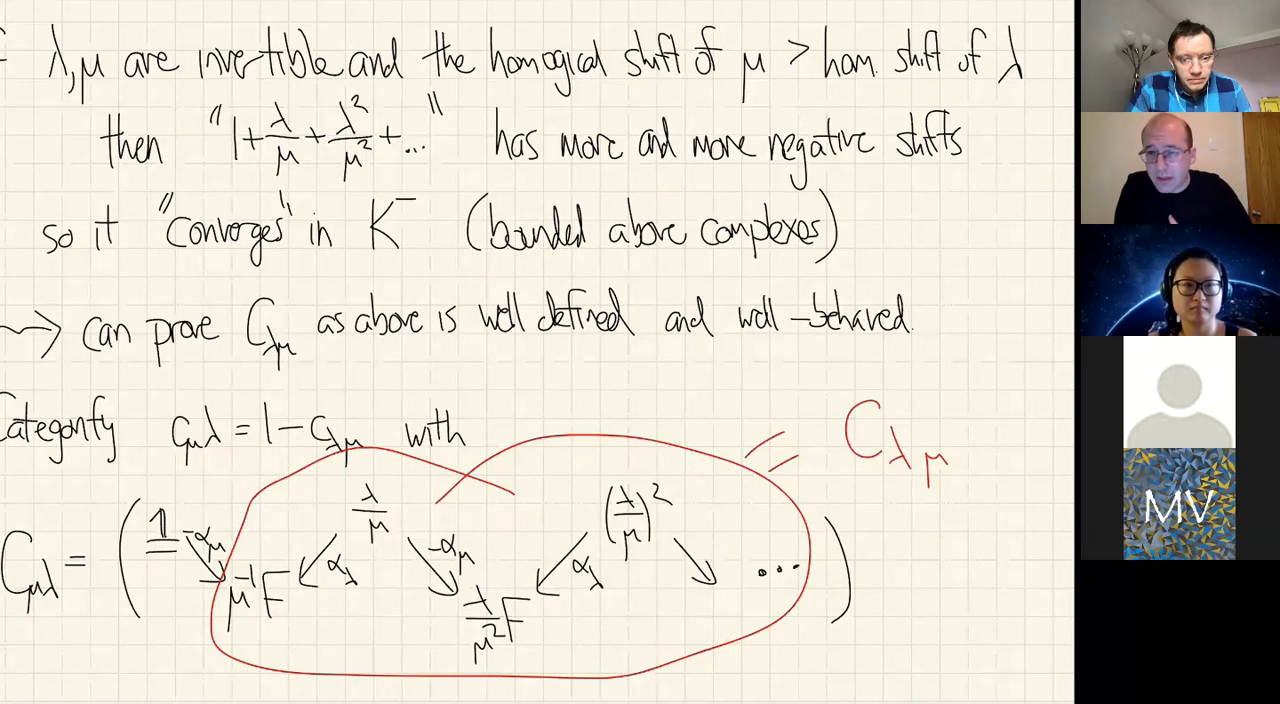 λ, μ are invertible and the homogical shift of μ > hom. shift of λ
then "1 + λ/μ + λ²/μ² + ..." has more and more negative shifts
so it "converges" in K⁻ (bounded above complexes)
⟿ can prove C_λμ as above is well defined and well-behaved.
Categorify C_μλ = 1 - C_λμ with
= C_λμ
λ/μ (λ/μ)²
C_μλ = ( 𝟙 -α_μ α_λ -α_μ α_λ ... )
μ⁻¹F λ/μ² F
MV